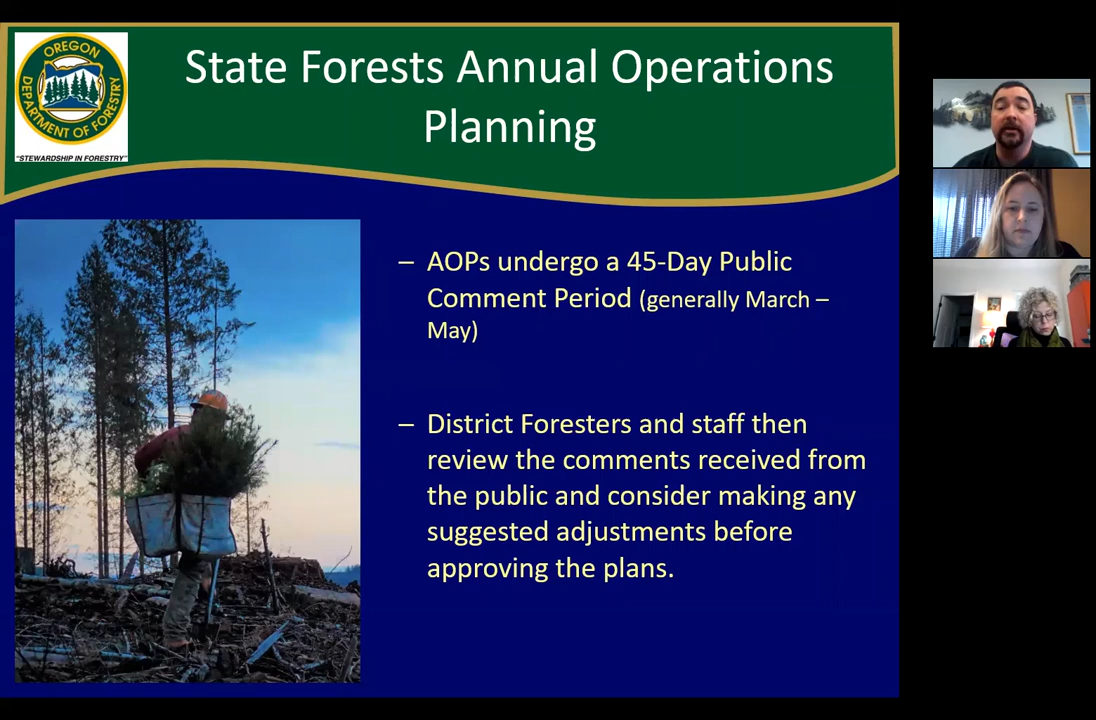 OREGON
DEPARTMENT OF FORESTRY
"STEWARDSHIP IN FORESTRY"
State Forests Annual Operations
Planning
– AOPs undergo a 45-Day Public
Comment Period (generally March –
May)
– District Foresters and staff then
review the comments received from
the public and consider making any
suggested adjustments before
approving the plans.